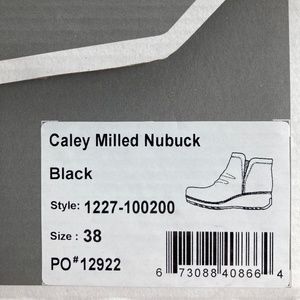 Caley Milled Nubuck
Black
Style: 1227-100200
Size : 38
PO#12922
6 73088 40866 4